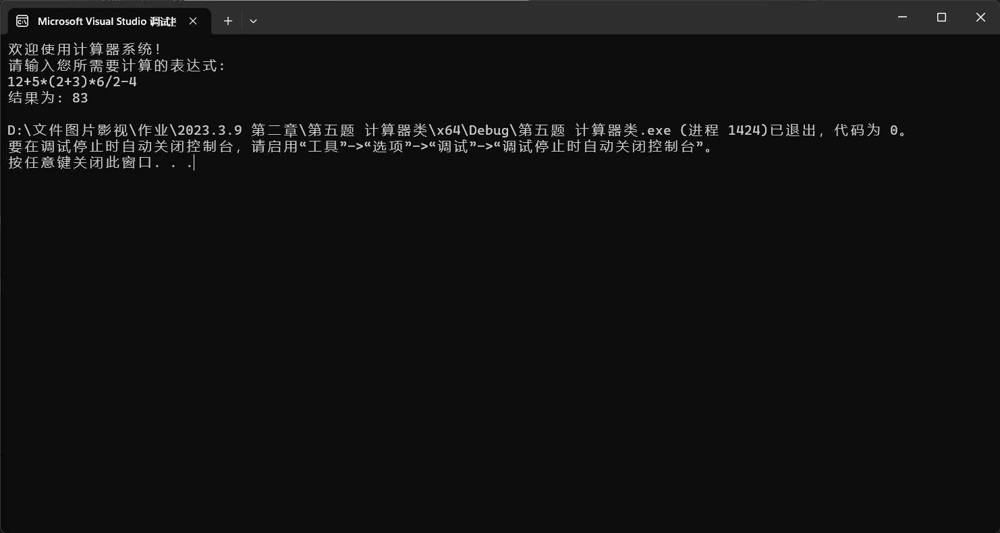 Microsoft Visual Studio 调试控
欢迎使用计算器系统！
请输入您所需要计算的表达式：
12+5*(2+3)*6/2-4
结果为：83
D:\文件图片影视\作业\2023.3.9 第二章\第五题 计算器类\x64\Debug\第五题 计算器类.exe (进程 1424)已退出，代码为 0。
要在调试停止时自动关闭控制台，请启用“工具”->“选项”->“调试”->“调试停止时自动关闭控制台”。
按任意键关闭此窗口. . .